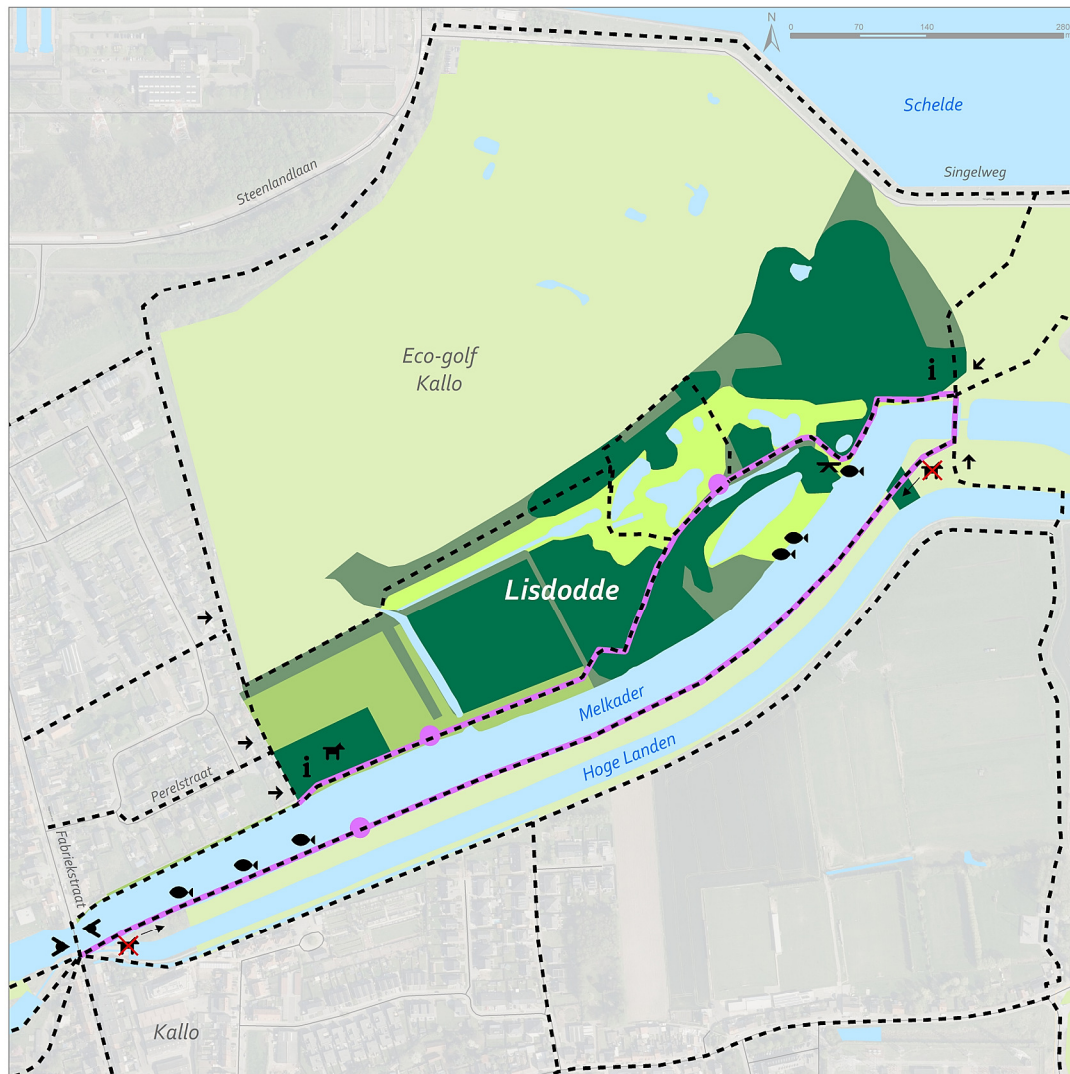 N
0 70 140 280
m
Schelde
Singelweg
Steenlandlaan
Eco-golf
Kallo
i
Lisdodde
Melkader
Hoge Landen
i
Perelstraat
Fabriekstraat
Kallo